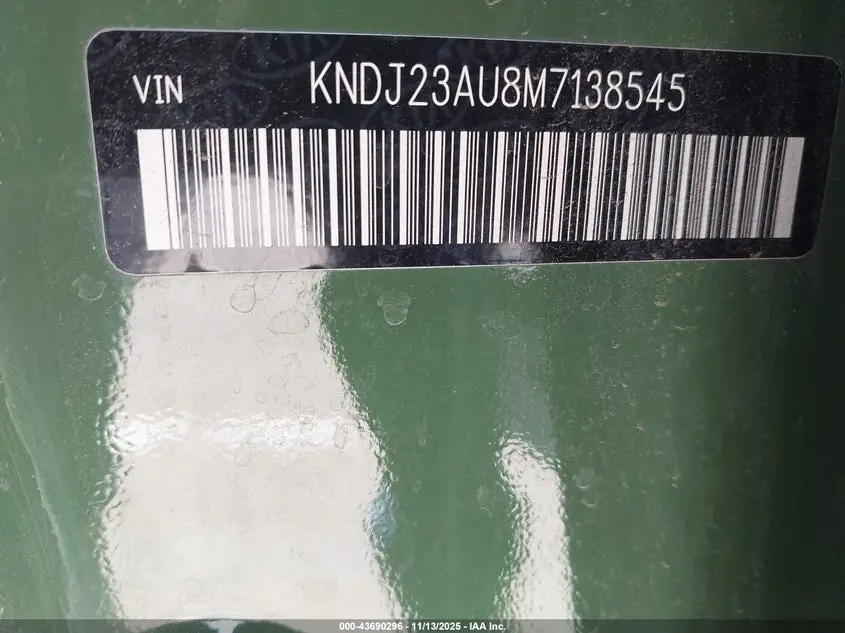 VIN KNDJ23AU8M7138545
000-43690296 - 11/13/2025 - IAA Inc.